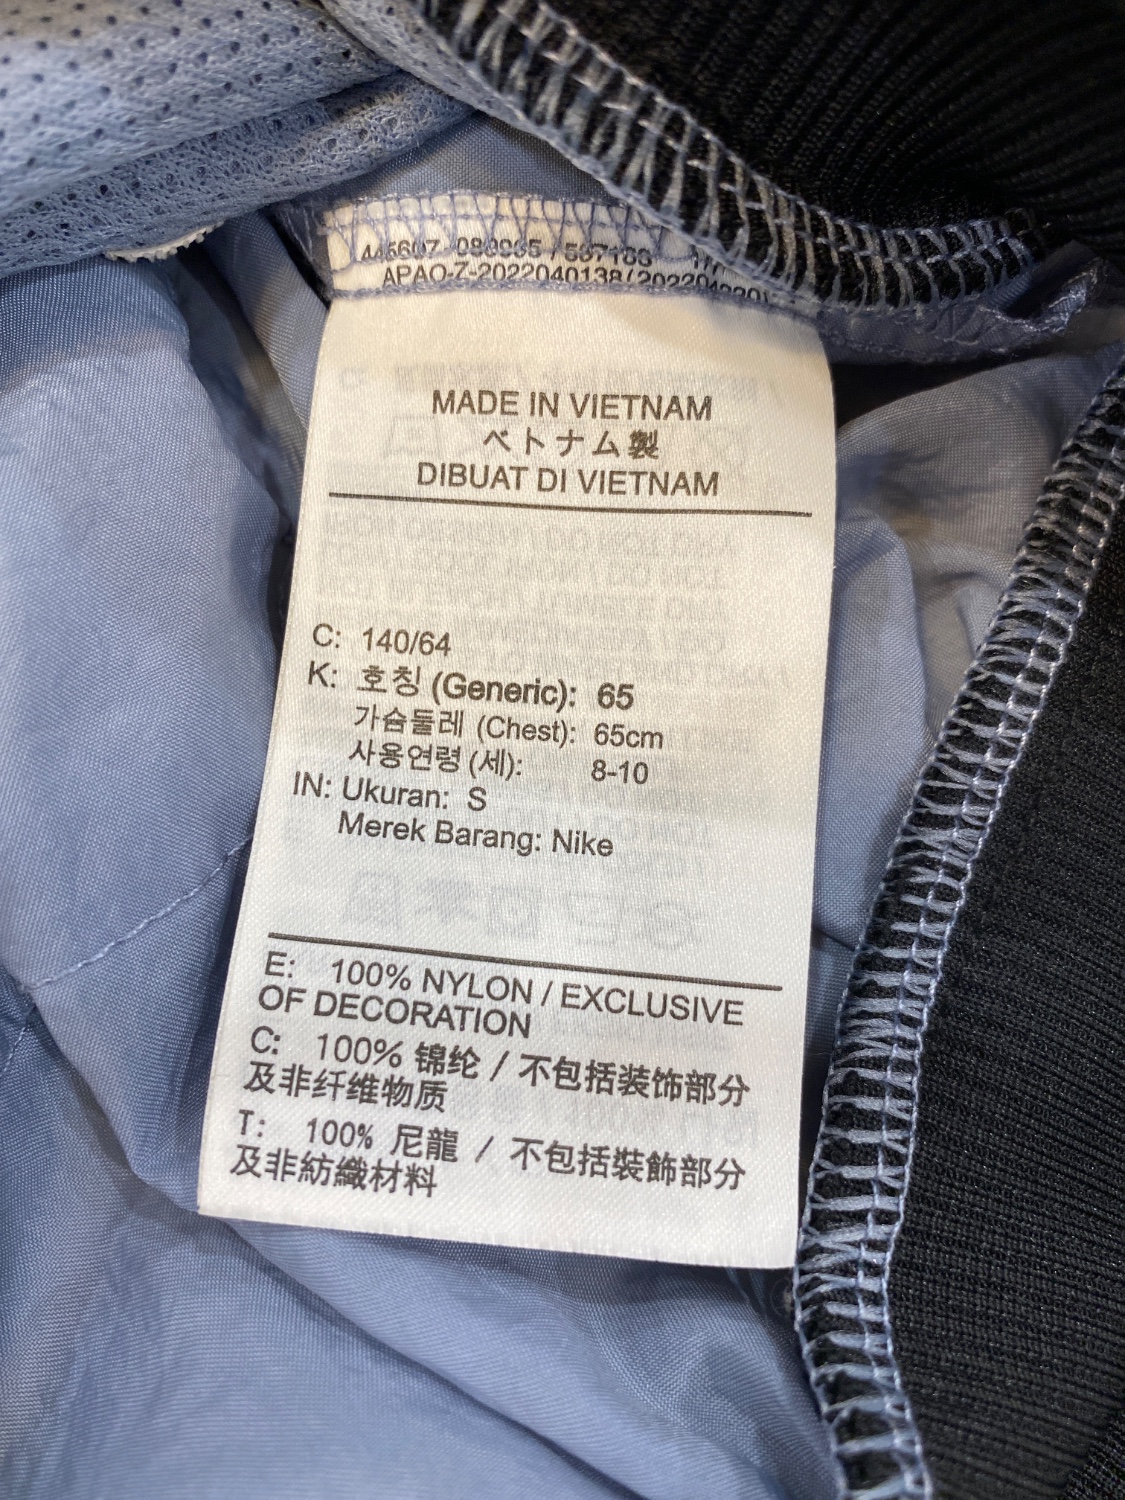 APAO-Z-2022040138
MADE IN VIETNAM
ベトナム製
DIBUAT DI VIETNAM
C: 140/64
K: 호칭 (Generic): 65
가슴둘레 (Chest): 65cm
사용연령 (세): 8-10
IN: Ukuran: S
Merek Barang: Nike
E: 100% NYLON / EXCLUSIVE
OF DECORATION
C: 100% 锦纶 / 不包括装饰部分
及非纤维物质
T: 100% 尼龍 / 不包括裝飾部分
及非紡織材料